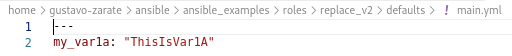 home > gustavo-zarate > ansible > ansible_examples > roles > replace_v2 > defaults > ! main.yml
1 ---
2 my_var1a: "ThisIsVar1A"